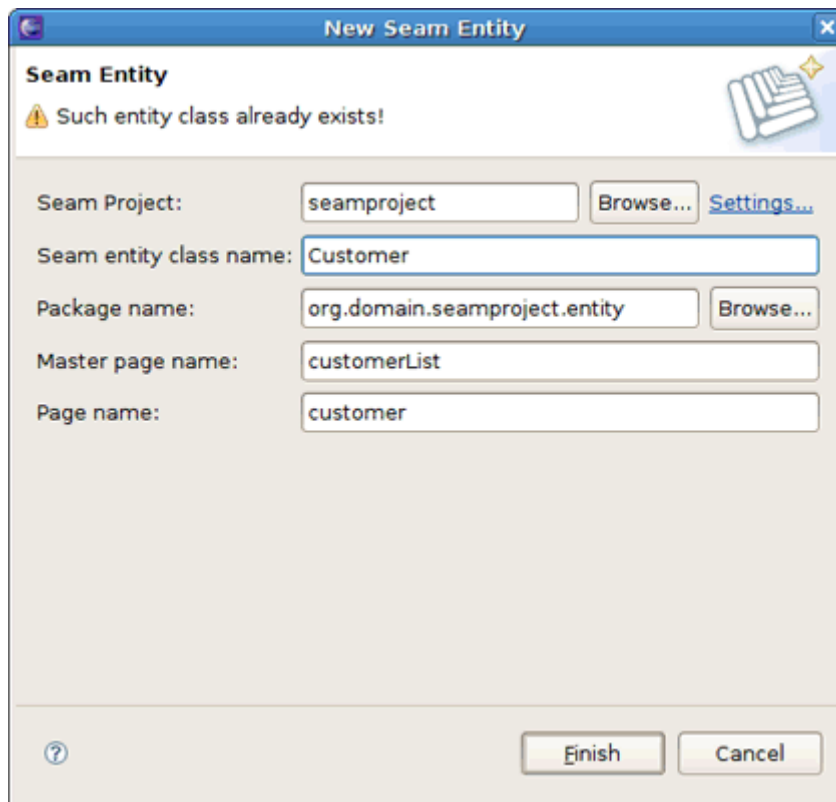 New Seam Entity
Seam Entity
Such entity class already exists!
Seam Project: seamproject Browse... Settings...
Seam entity class name: Customer
Package name: org.domain.seamproject.entity Browse...
Master page name: customerList
Page name: customer
? Finish Cancel